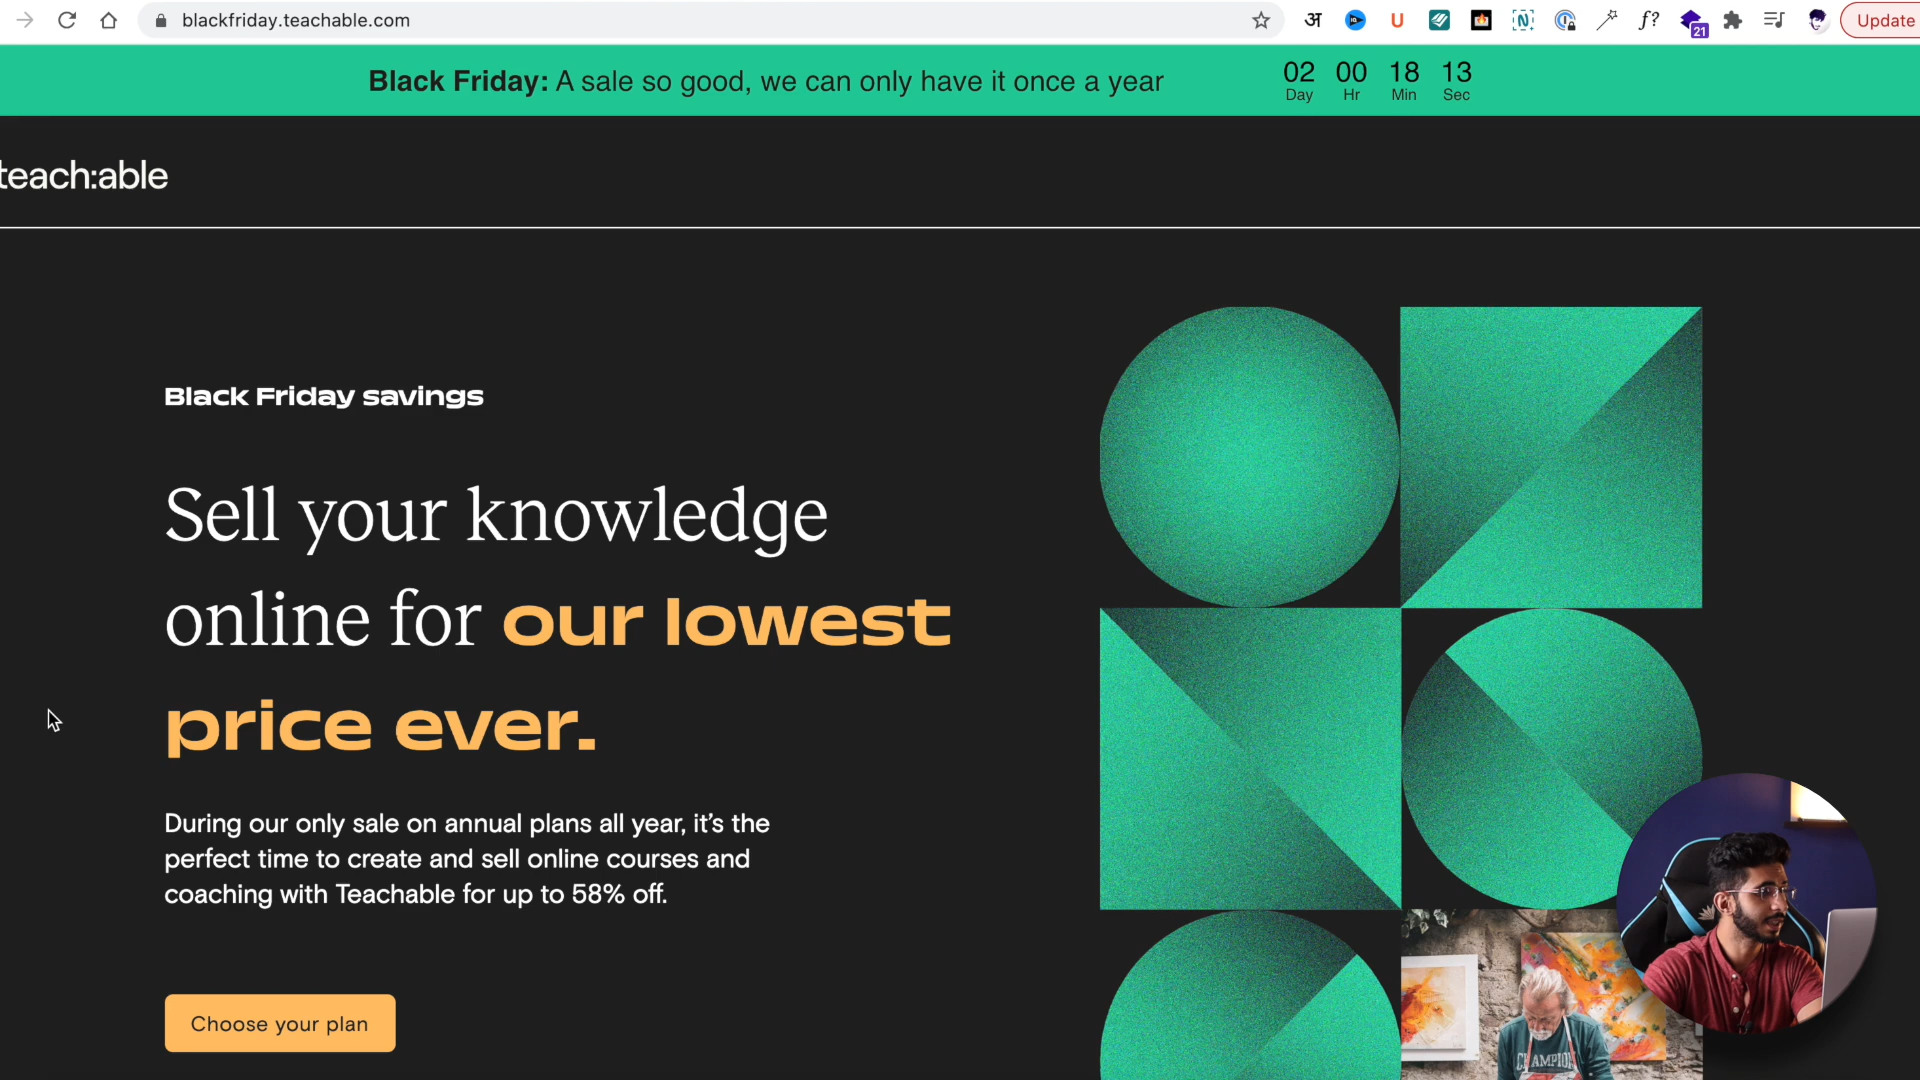 blackfriday.teachable.com
अ
U
N
f?
21
Update
Black Friday: A sale so good, we can only have it once a year
02 00 18 13
Day Hr Min Sec
teach:able
Black Friday savings
Sell your knowledge
online for our lowest
price ever.
During our only sale on annual plans all year, it’s the
perfect time to create and sell online courses and
coaching with Teachable for up to 58% off.
Choose your plan
CHAMPION